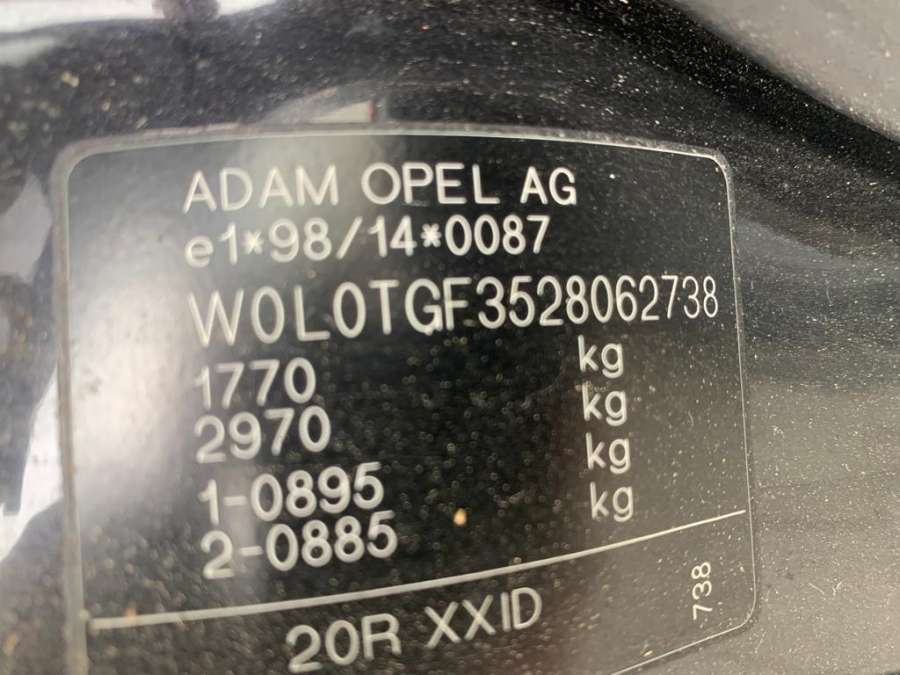 ADAM OPEL AG
e1*98/14*0087
W0L0TGF3528062738
1770 kg
2970 kg
1-0895 kg
2-0885 kg
20R XXID
738